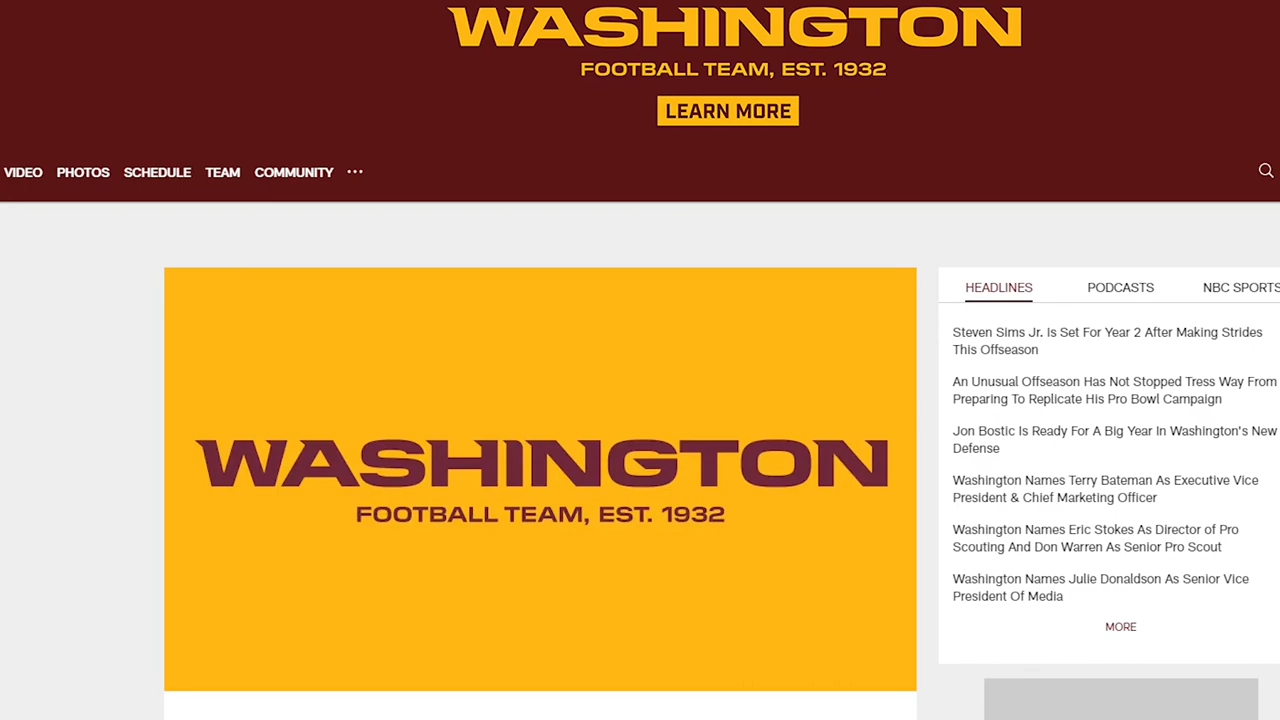 WASHINGTON
FOOTBALL TEAM, EST. 1932
LEARN MORE
VIDEO PHOTOS SCHEDULE TEAM COMMUNITY ...
HEADLINES PODCASTS NBC SPORTS
WASHINGTON
FOOTBALL TEAM, EST. 1932
Steven Sims Jr. Is Set For Year 2 After Making Strides
This Offseason
An Unusual Offseason Has Not Stopped Tress Way From
Preparing To Replicate His Pro Bowl Campaign
Jon Bostic Is Ready For A Big Year In Washington's New
Defense
Washington Names Terry Bateman As Executive Vice
President & Chief Marketing Officer
Washington Names Eric Stokes As Director of Pro
Scouting And Don Warren As Senior Pro Scout
Washington Names Julie Donaldson As Senior Vice
President Of Media
MORE